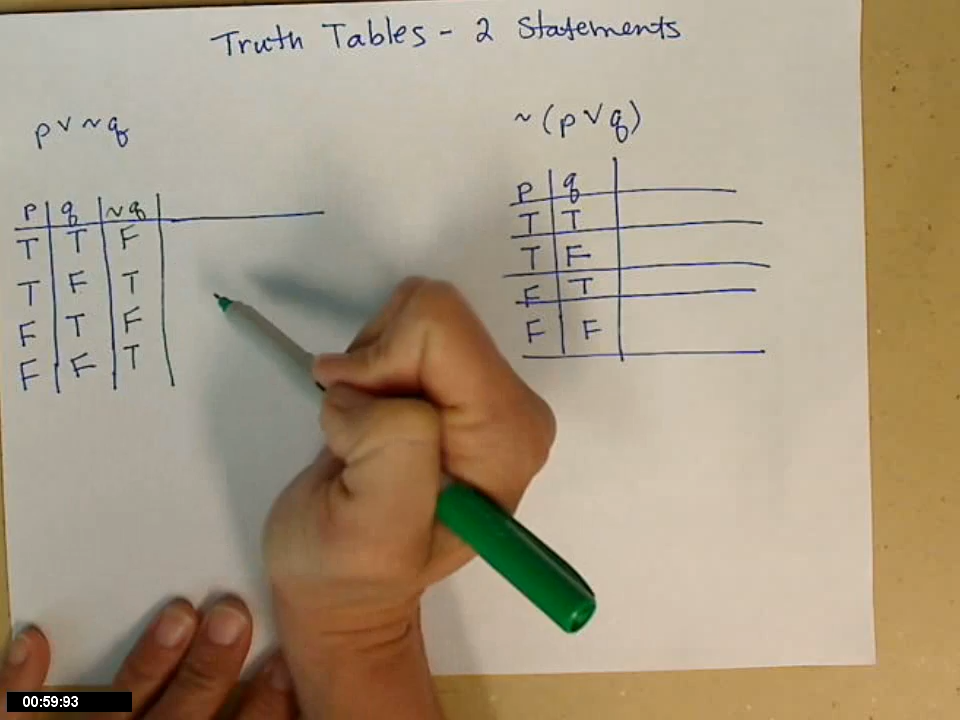 Truth Tables - 2 Statements
p ∨ ~q
p q ~q
T T F
T F T
F T F
F F T
~(p ∨ q)
p q
T T
T F
F T
F F
00:59:93